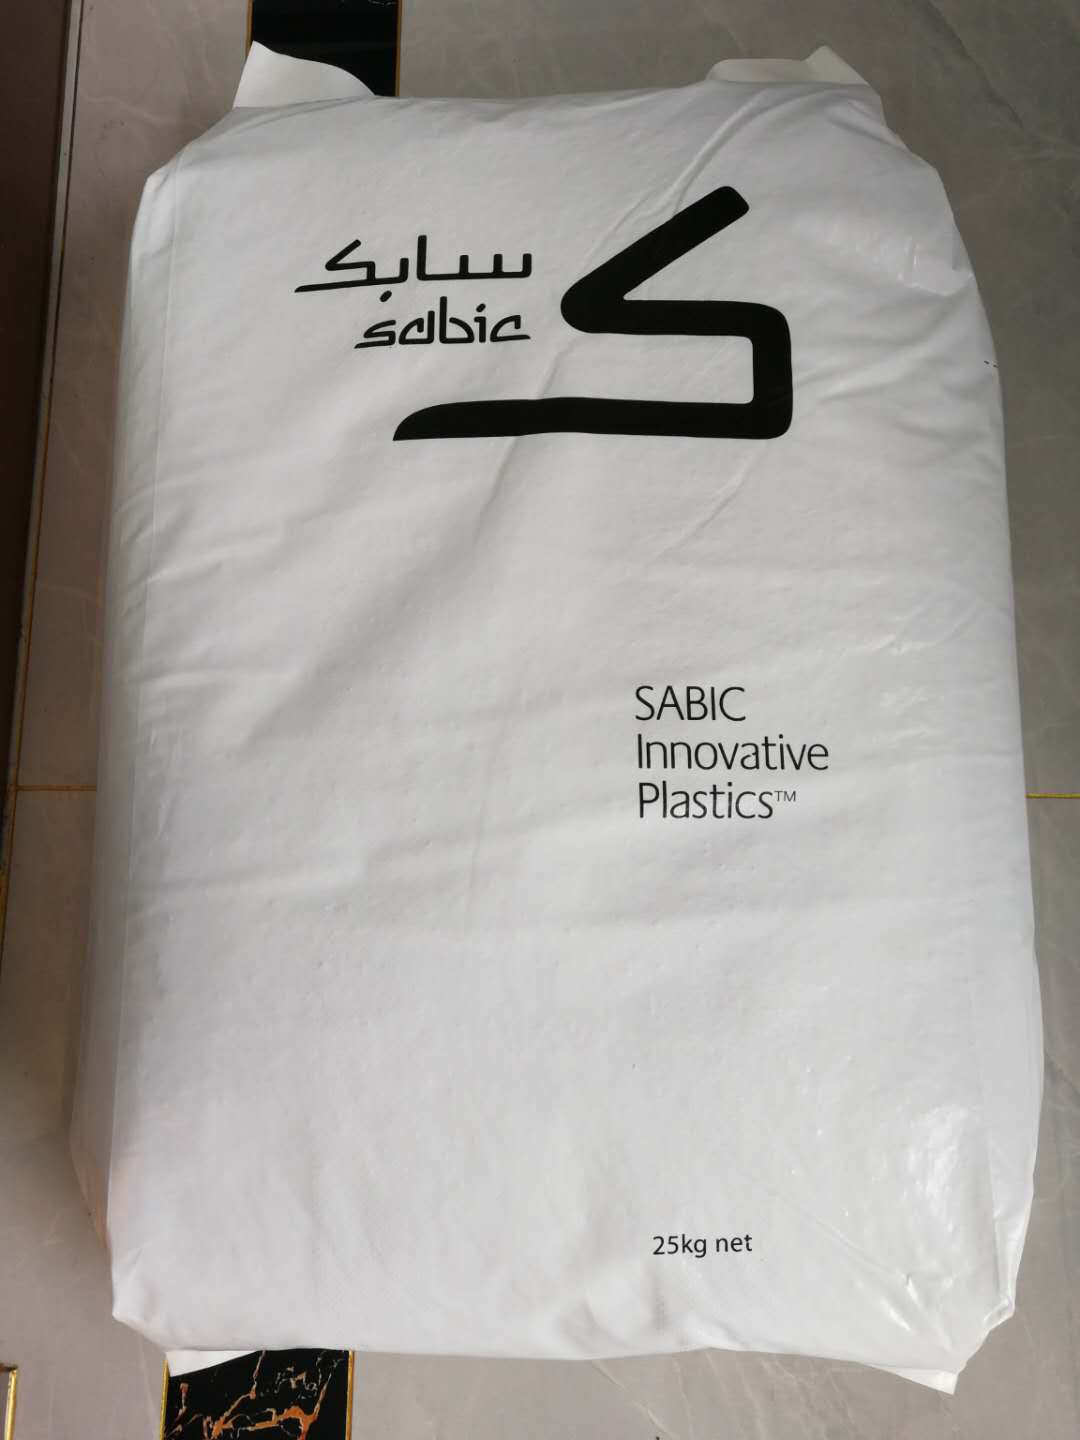 سابك
sabic
SABIC
Innovative
Plastics™
25kg net